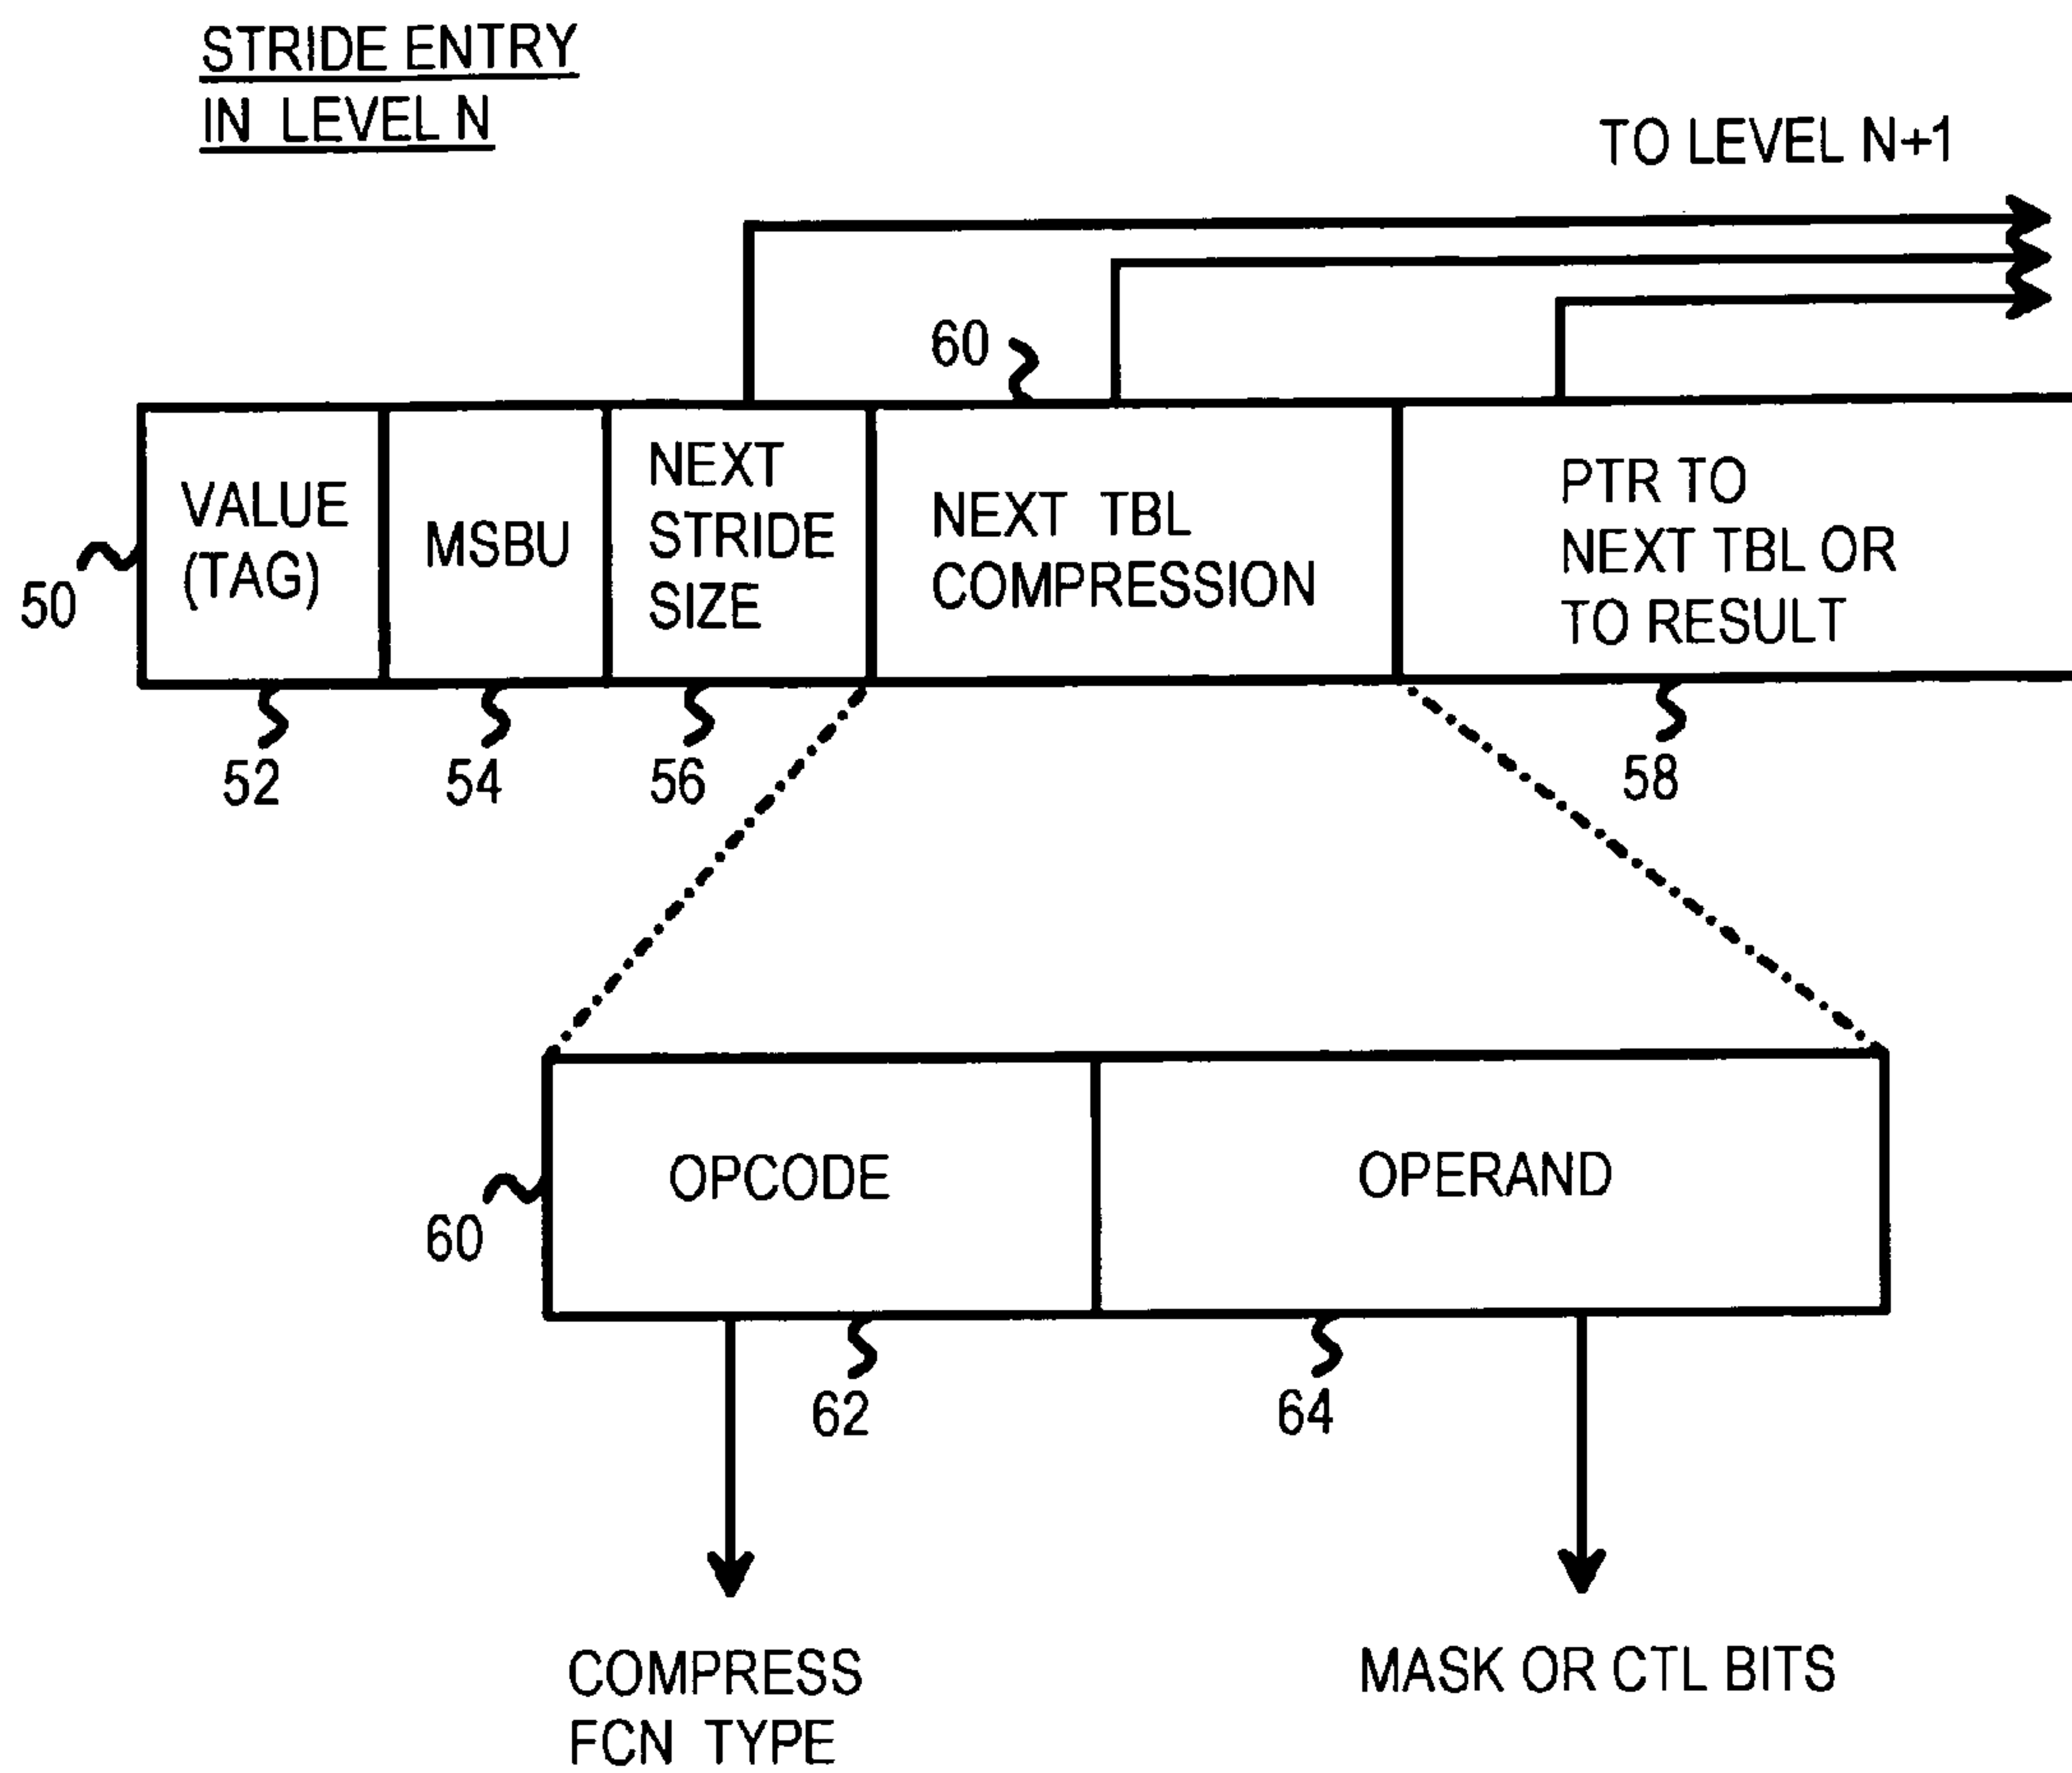 STRIDE ENTRY
IN LEVEL N
TO LEVEL N+1
60
VALUE
(TAG)
MSBU
NEXT
STRIDE
SIZE
NEXT TBL
COMPRESSION
PTR TO
NEXT TBL OR
TO RESULT
50
52
54
56
58
OPCODE
OPERAND
60
62
64
COMPRESS
FCN TYPE
MASK OR CTL BITS